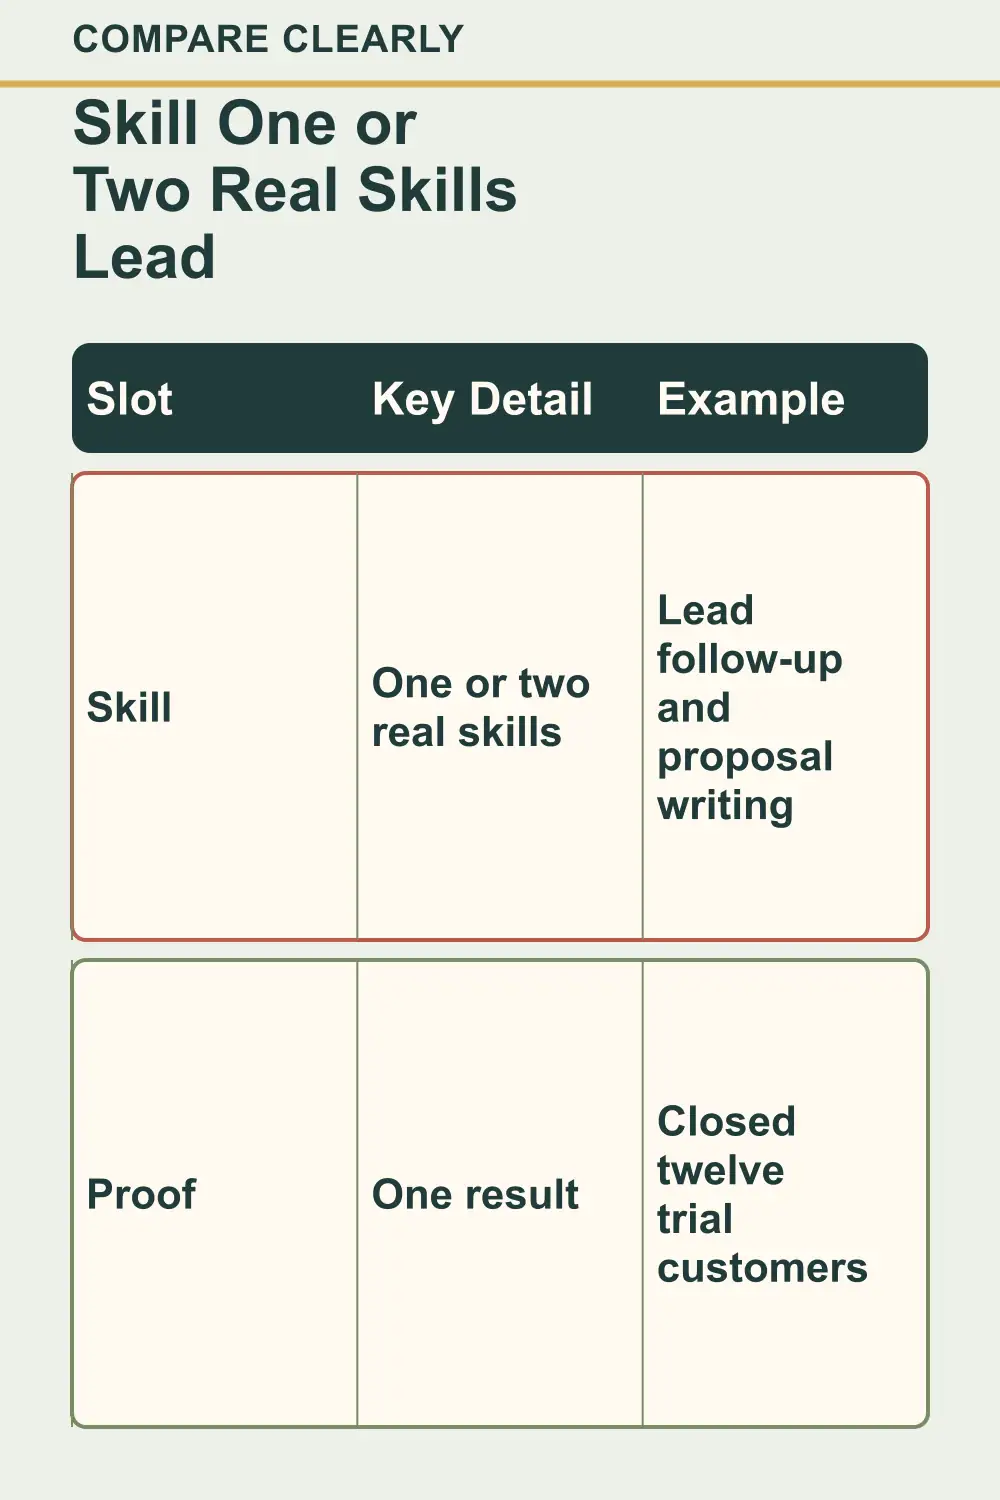 COMPARE CLEARLY
Skill One or
Two Real Skills
Lead
Slot Key Detail Example
Skill
One or two
real skills
Lead
follow-up
and
proposal
writing
Proof
One result
Closed
twelve
trial
customers